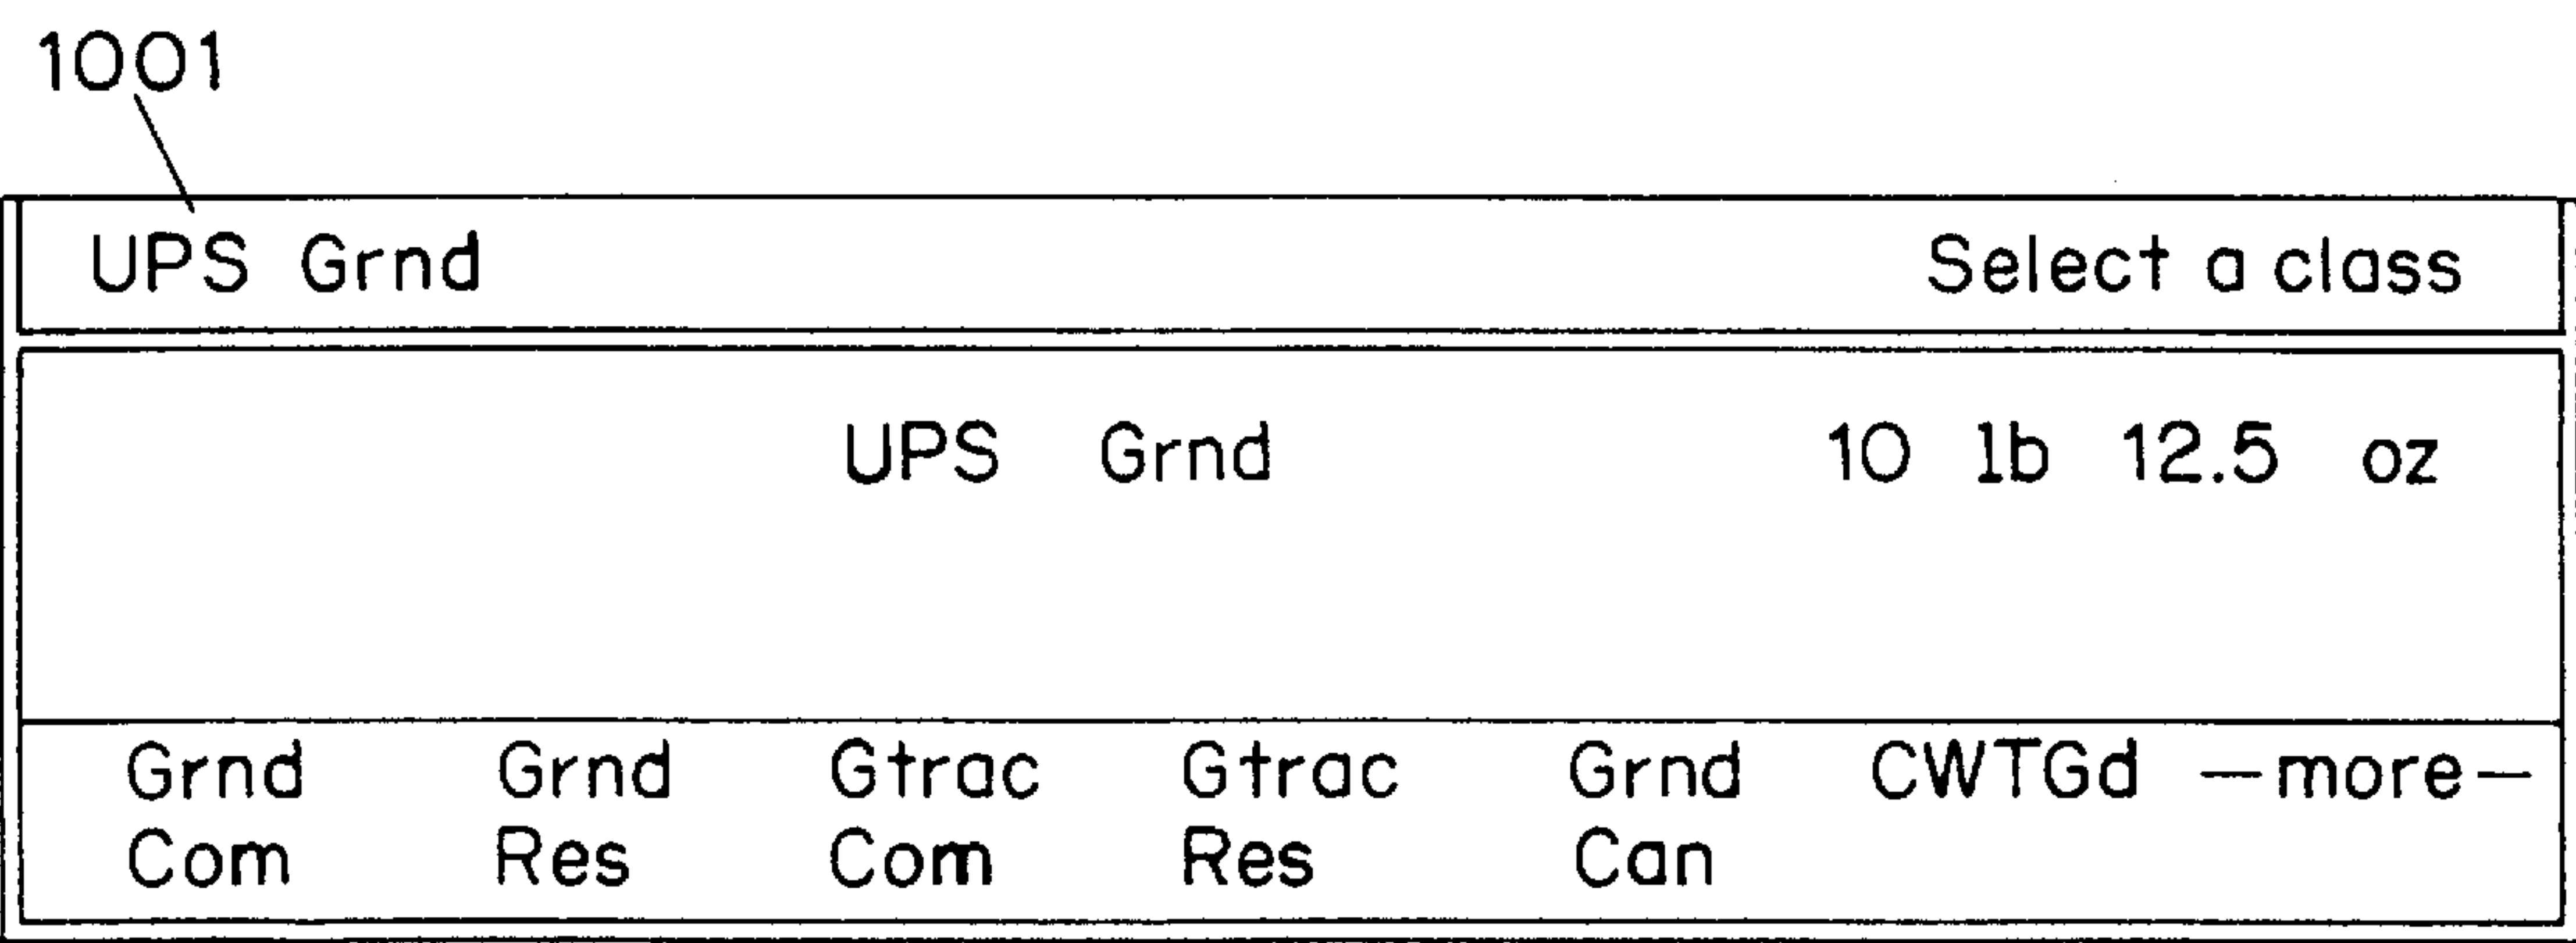 1001
UPS Grnd Select a class
UPS Grnd 10 lb 12.5 oz
Grnd Grnd Gtrac Gtrac Grnd CWTGd —more—
Com Res Com Res Can